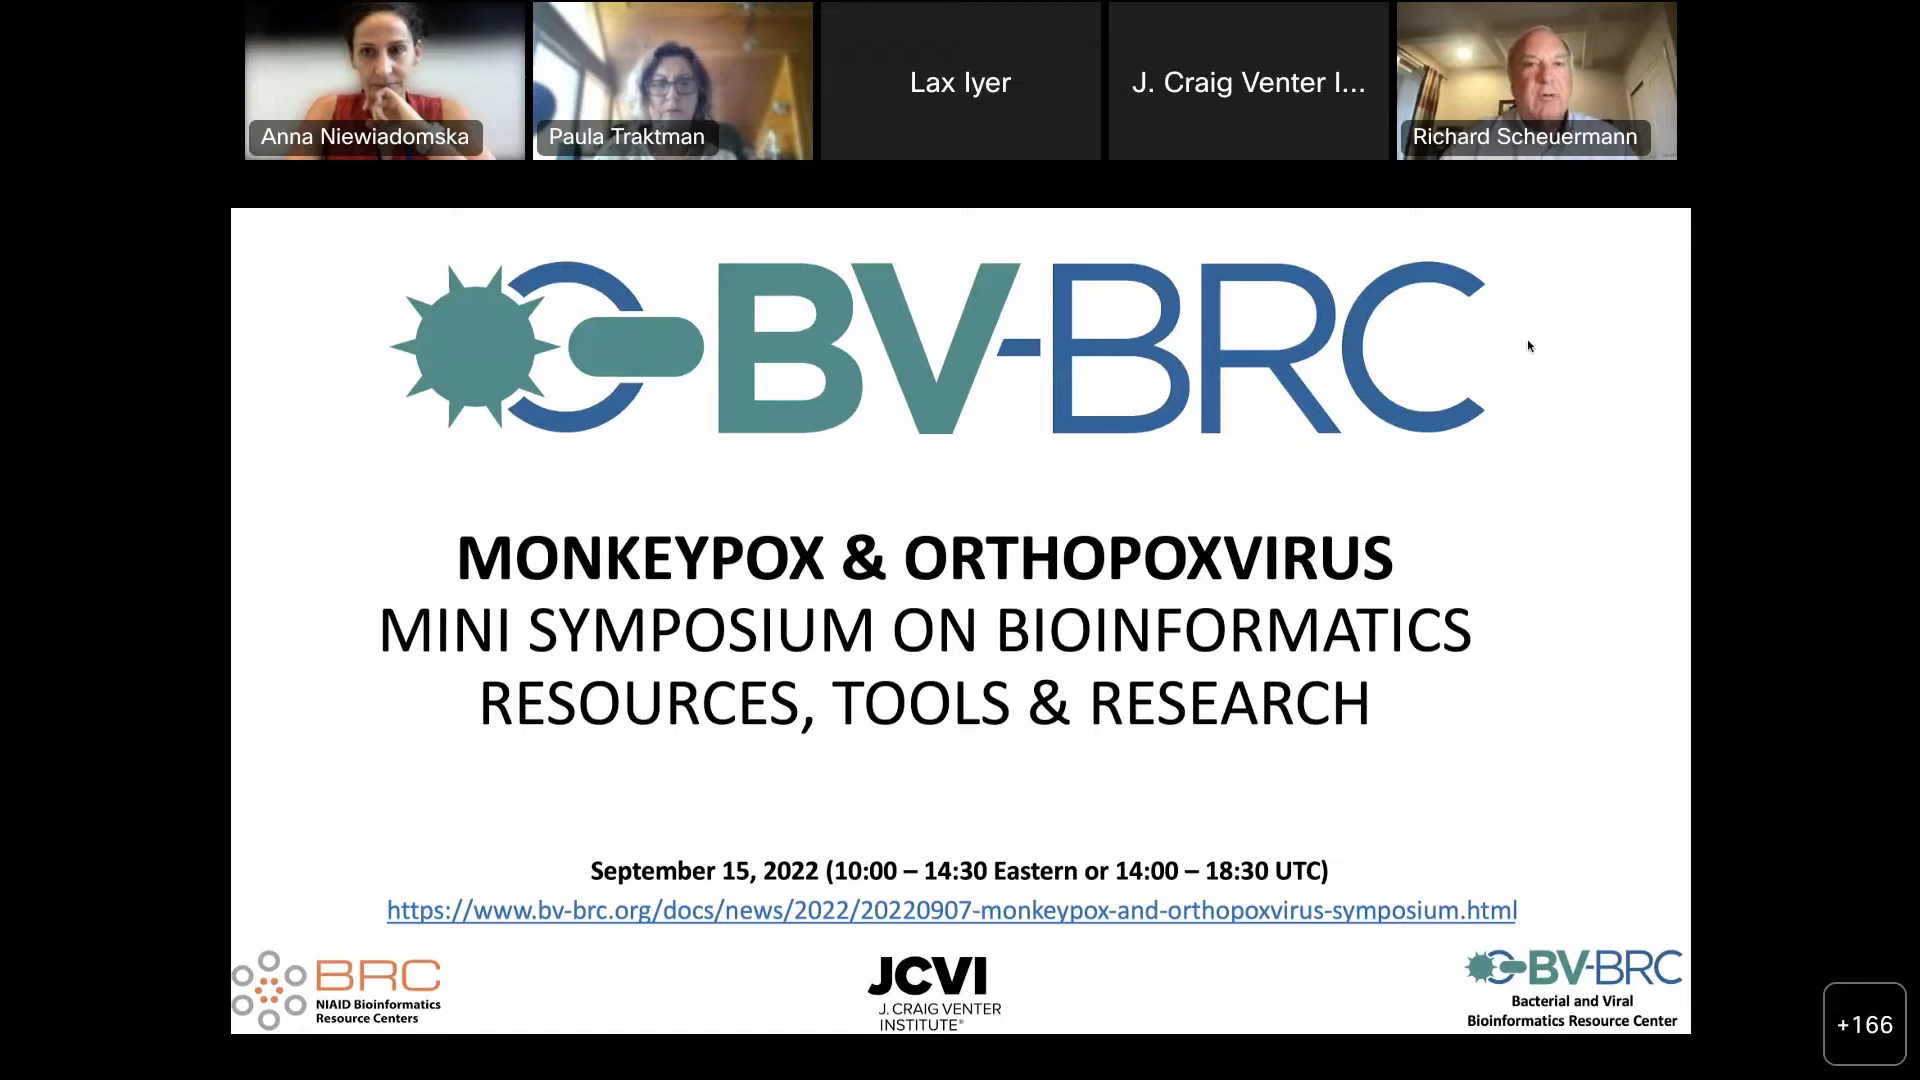 Anna Niewiadomska
Paula Traktman
Lax Iyer
J. Craig Venter I...
Richard Scheuermann
BV-BRC
MONKEYPOX & ORTHOPOXVIRUS
MINI SYMPOSIUM ON BIOINFORMATICS
RESOURCES, TOOLS & RESEARCH
September 15, 2022 (10:00 – 14:30 Eastern or 14:00 – 18:30 UTC)
https://www.bv-brc.org/docs/news/2022/20220907-monkeypox-and-orthopoxvirus-symposium.html
BRC
NIAID Bioinformatics
Resource Centers
JCVI
J. CRAIG VENTER
INSTITUTE®
BV-BRC
Bacterial and Viral
Bioinformatics Resource Center
+166